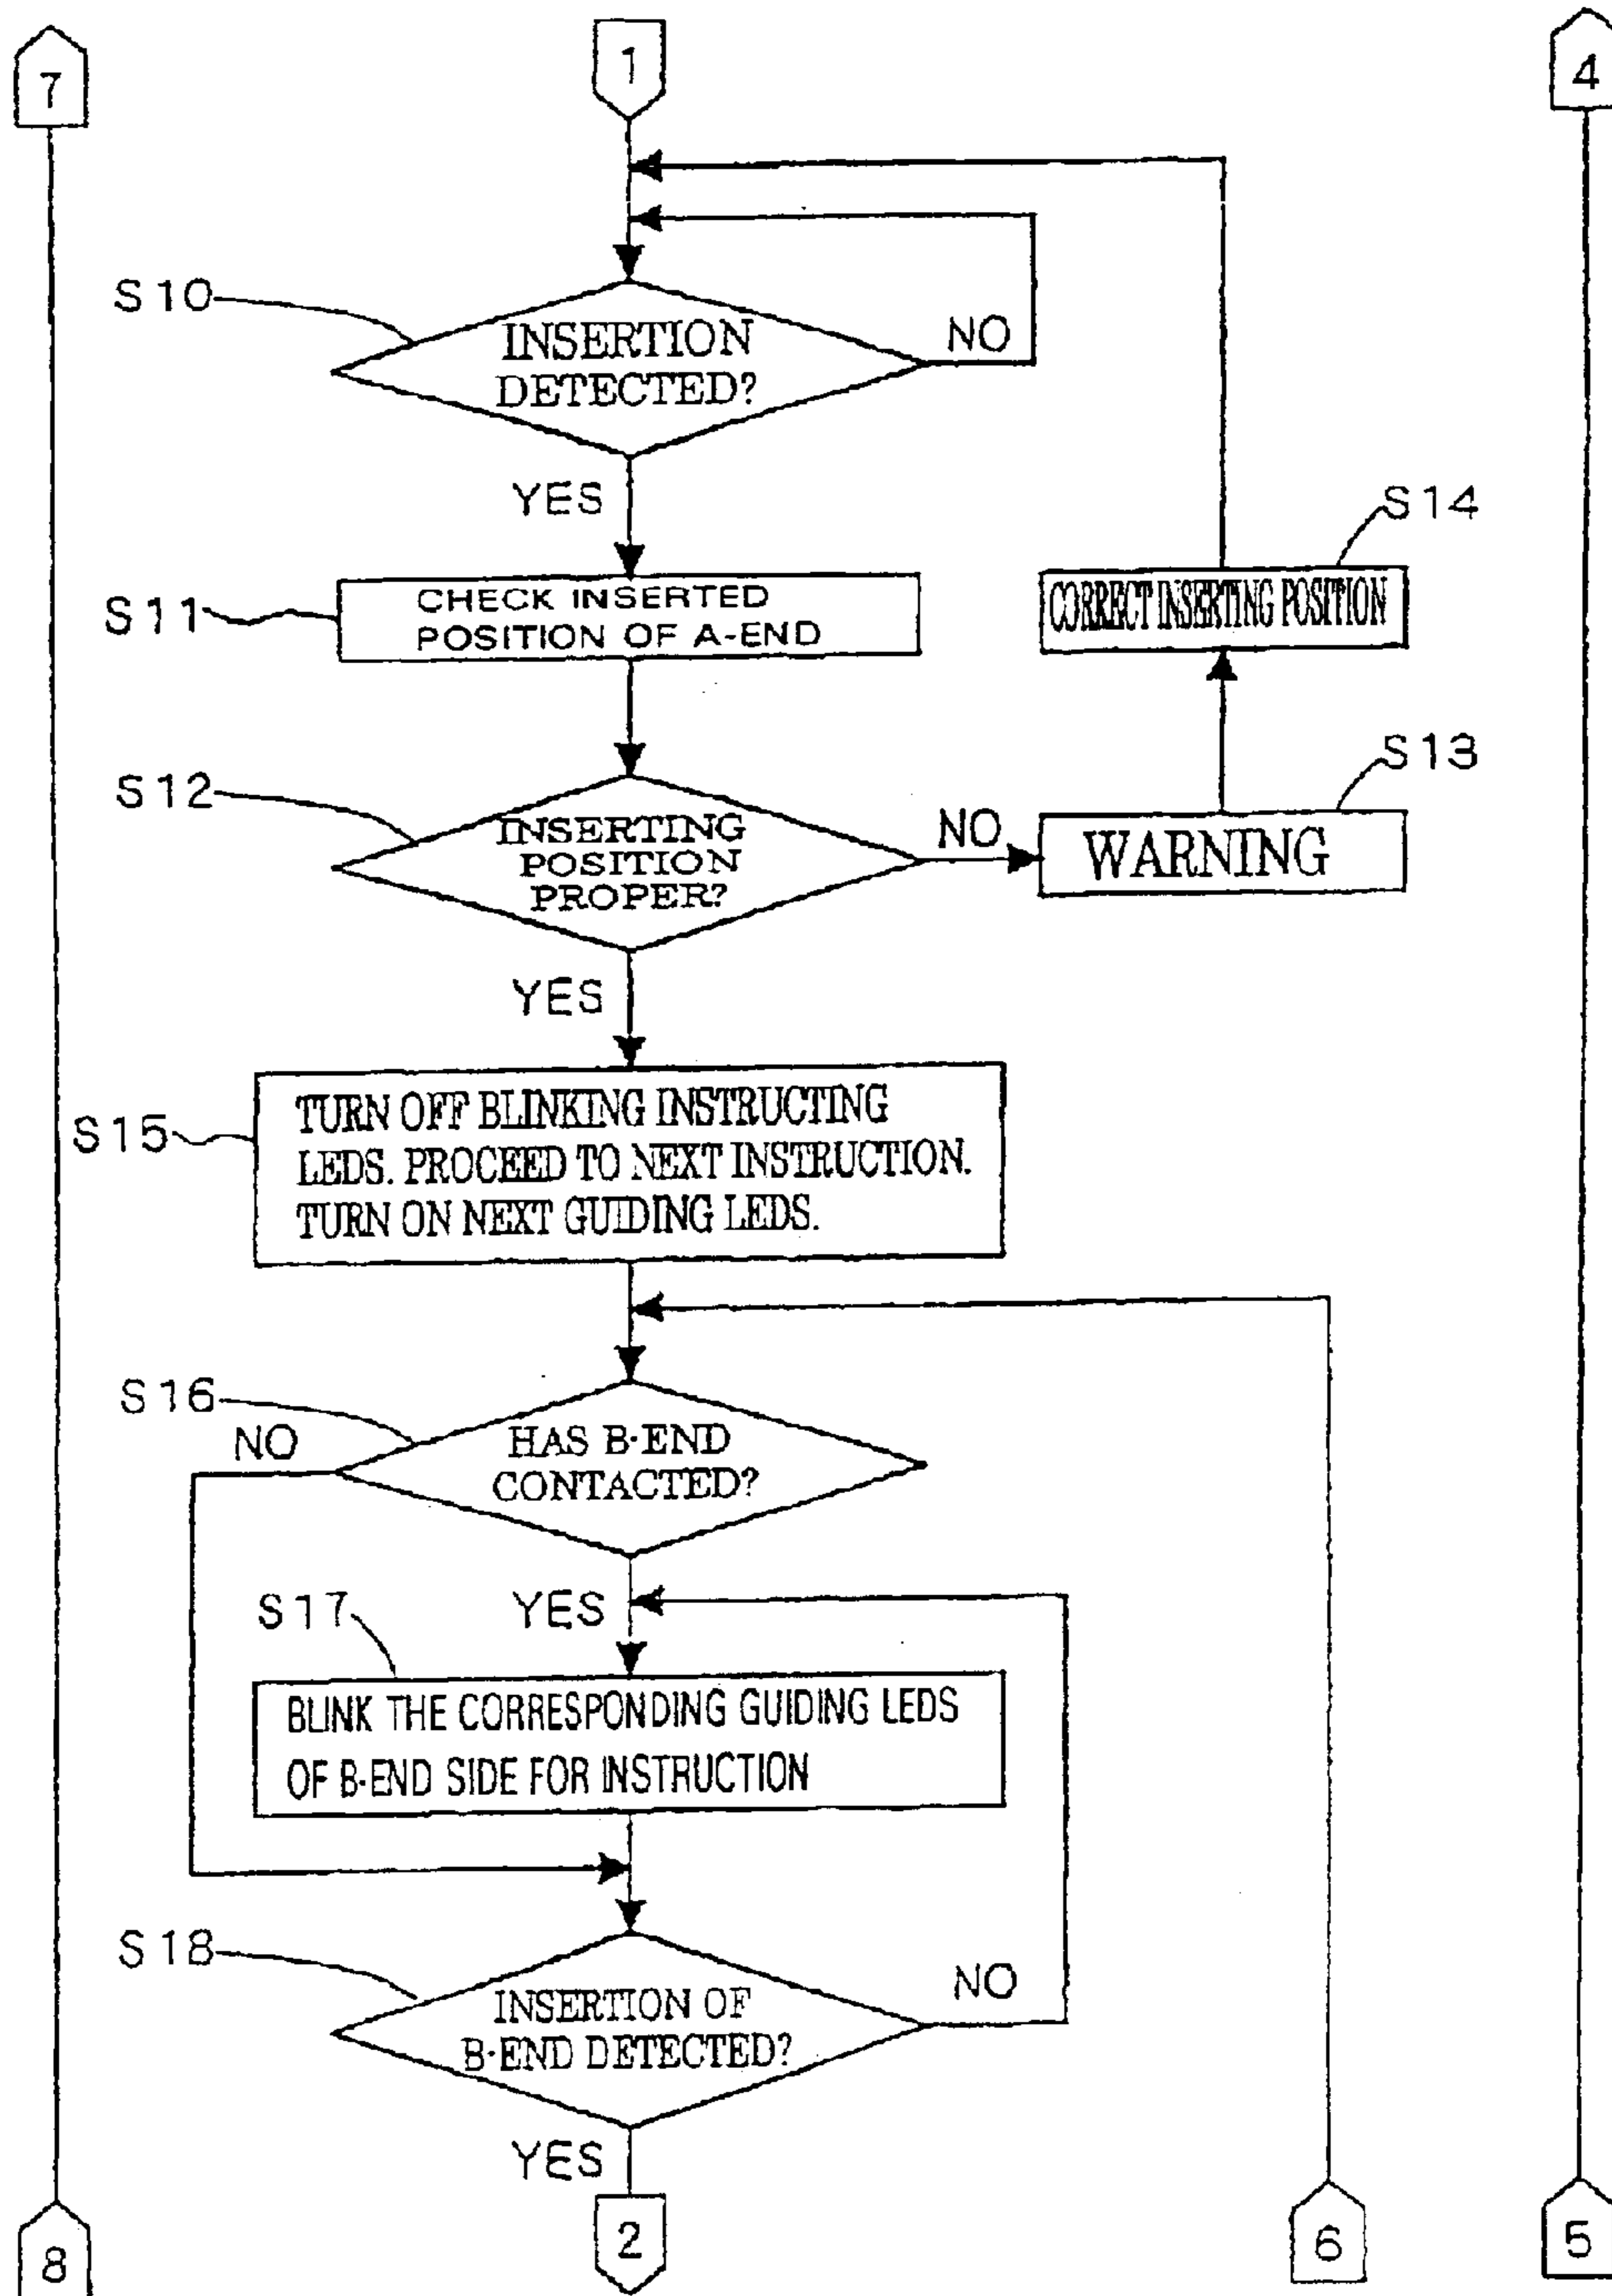 7
1
4
S10
INSERTION
DETECTED?
NO
YES
S14
S11
CHECK INSERTED
POSITION OF A-END
CORRECT INSERTING POSITION
S12
INSERTING
POSITION
PROPER?
NO
S13
WARNING
YES
S15
TURN OFF BLINKING INSTRUCTING
LEDS. PROCEED TO NEXT INSTRUCTION.
TURN ON NEXT GUIDING LEDS.
S16
NO
HAS B-END
CONTACTED?
YES
S17
BLINK THE CORRESPONDING GUIDING LEDS
OF B-END SIDE FOR INSTRUCTION
S18
INSERTION OF
B-END DETECTED?
NO
YES
8
2
6
5